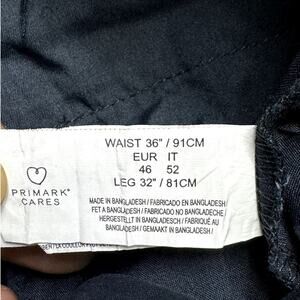 WAIST 36" / 91CM
EUR IT
46 52
LEG 32" / 81CM
PRIMARK®
CARES
MADE IN BANGLADESH / FABRICADO EN BANGLADESH
FET A BANGLADESH / FABRICADO NO BANGLADECHE
HERGESTELLT IN BANGLADESCH / FABRIQUÉ AU
BANGLADESH / GEMAAKT IN BANGLADESH /